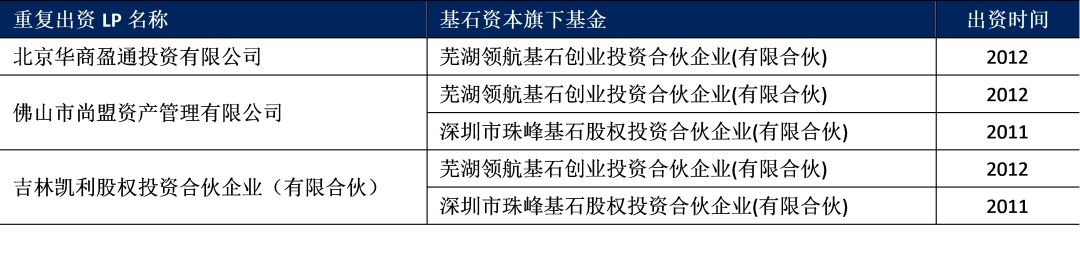 重复出资 LP 名称 基石资本旗下基金 出资时间
北京华商盈通投资有限公司 芜湖领航基石创业投资合伙企业(有限合伙) 2012
佛山市尚盟资产管理有限公司 芜湖领航基石创业投资合伙企业(有限合伙) 2012
深圳市珠峰基石股权投资合伙企业(有限合伙) 2011
吉林凯利股权投资合伙企业（有限合伙） 芜湖领航基石创业投资合伙企业(有限合伙) 2012
深圳市珠峰基石股权投资合伙企业(有限合伙) 2011